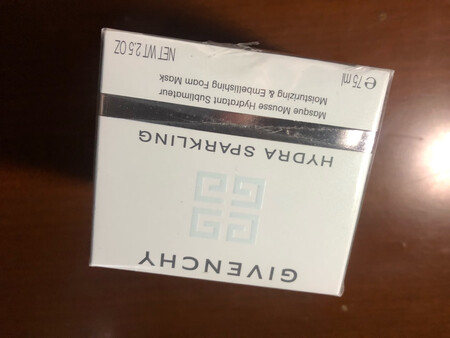 GIVENCHY
HYDRA SPARKLING
Masque Mousse Hydratant Sublimateur
Moisturizing & Embellishing Foam Mask
℮ 75 ml NET WT 2.5 OZ